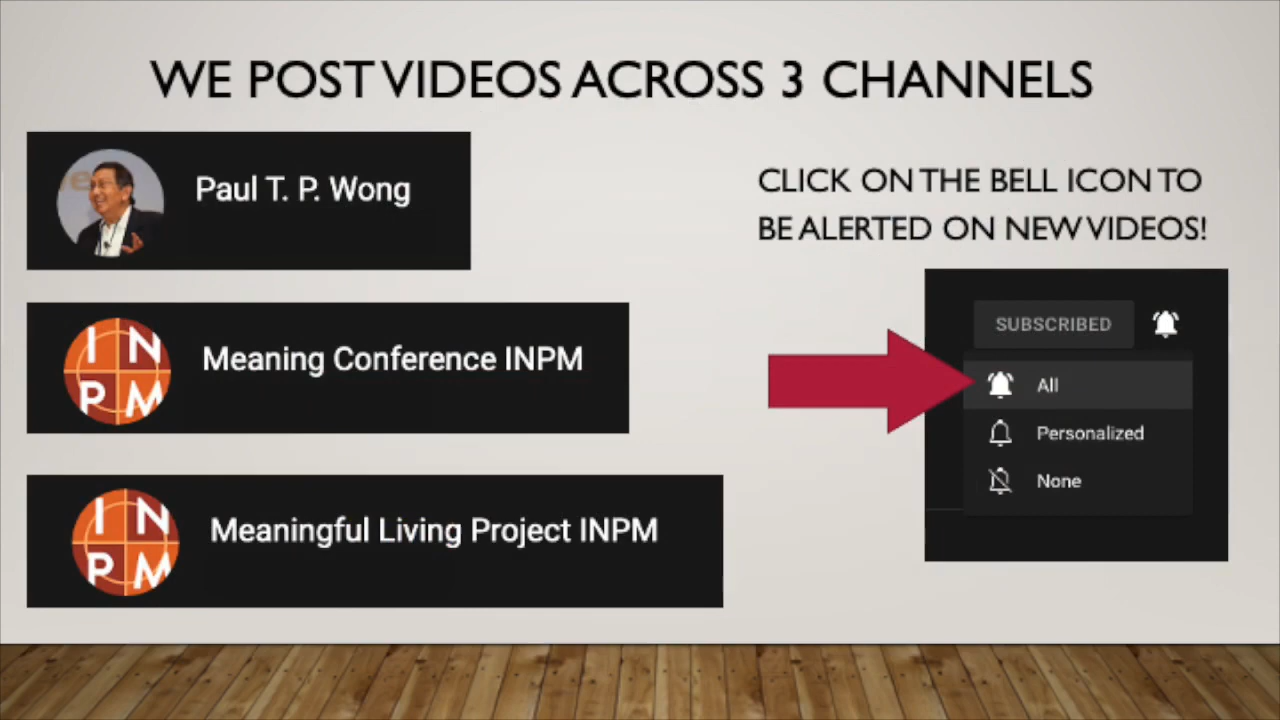 WE POST VIDEOS ACROSS 3 CHANNELS
Paul T. P. Wong
I N
P M
Meaning Conference INPM
I N
P M
Meaningful Living Project INPM
CLICK ON THE BELL ICON TO
BE ALERTED ON NEW VIDEOS!
SUBSCRIBED
All
Personalized
None